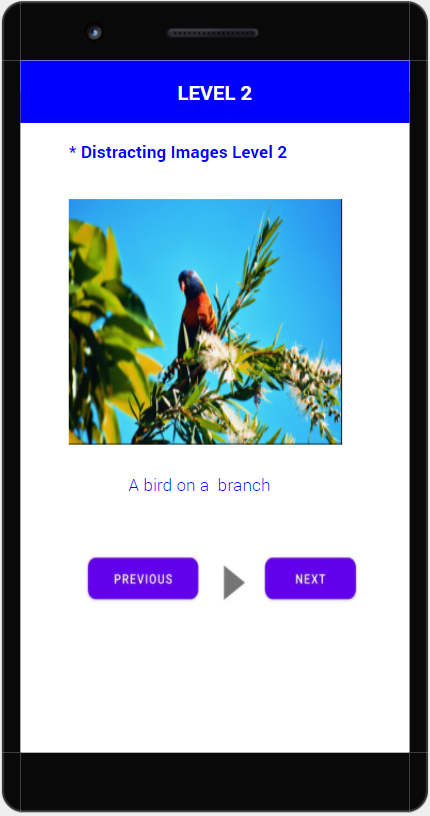 LEVEL 2
* Distracting Images Level 2
A bird on a  branch
PREVIOUS
NEXT